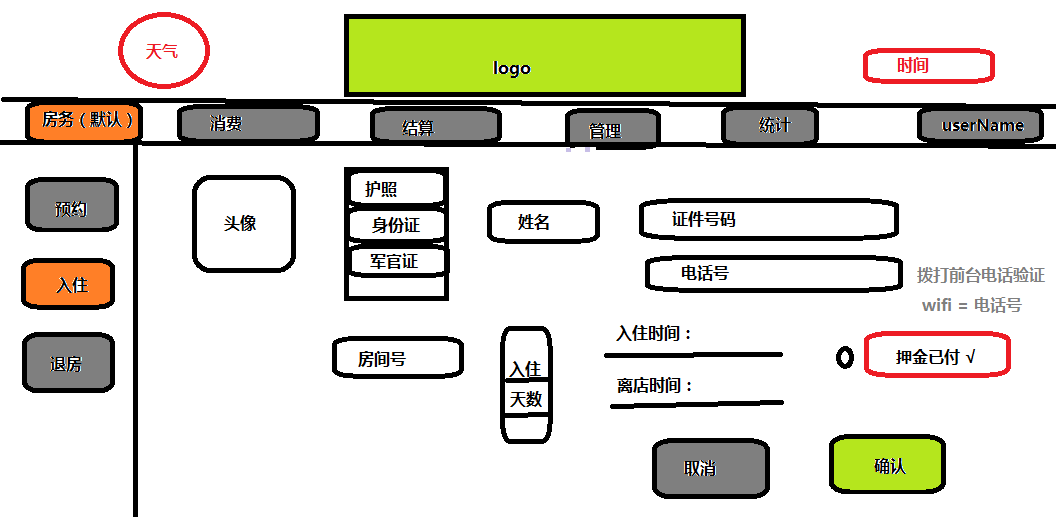 天气
logo
时间
房务（默认）
消费
结算
管理
统计
userName
预约
入住
退房
头像
护照
身份证
军官证
姓名
证件号码
电话号
拨打前台电话验证
wifi = 电话号
房间号
入住
天数
入住时间：
离店时间：
押金已付 √
取消
确认